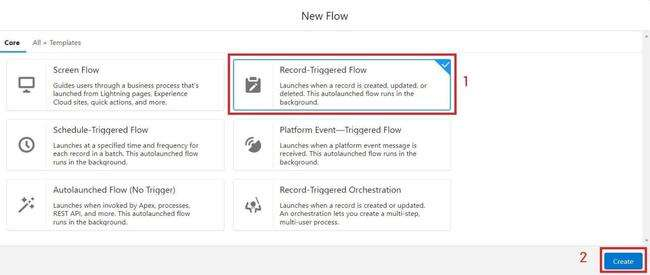 New Flow
Core All + Templates
Screen Flow
Guides users through a business process that's
launched from Lightning pages, Experience
Cloud sites, quick actions, and more.
Record-Triggered Flow
Launches when a record is created, updated, or
deleted. This autolaunched flow runs in the
background.
1
Schedule-Triggered Flow
Launches at a specified time and frequency for
each record in a batch. This autolaunched flow
runs in the background.
Platform Event—Triggered Flow
Launches when a platform event message is
received. This autolaunched flow runs in the
background.
Autolaunched Flow (No Trigger)
Launches when invoked by Apex, processes,
REST API, and more. This autolaunched flow
runs in the background.
Record-Triggered Orchestration
Launches when a record is created or updated.
An orchestration lets you create a multi-step,
multi-user process.
2
Create